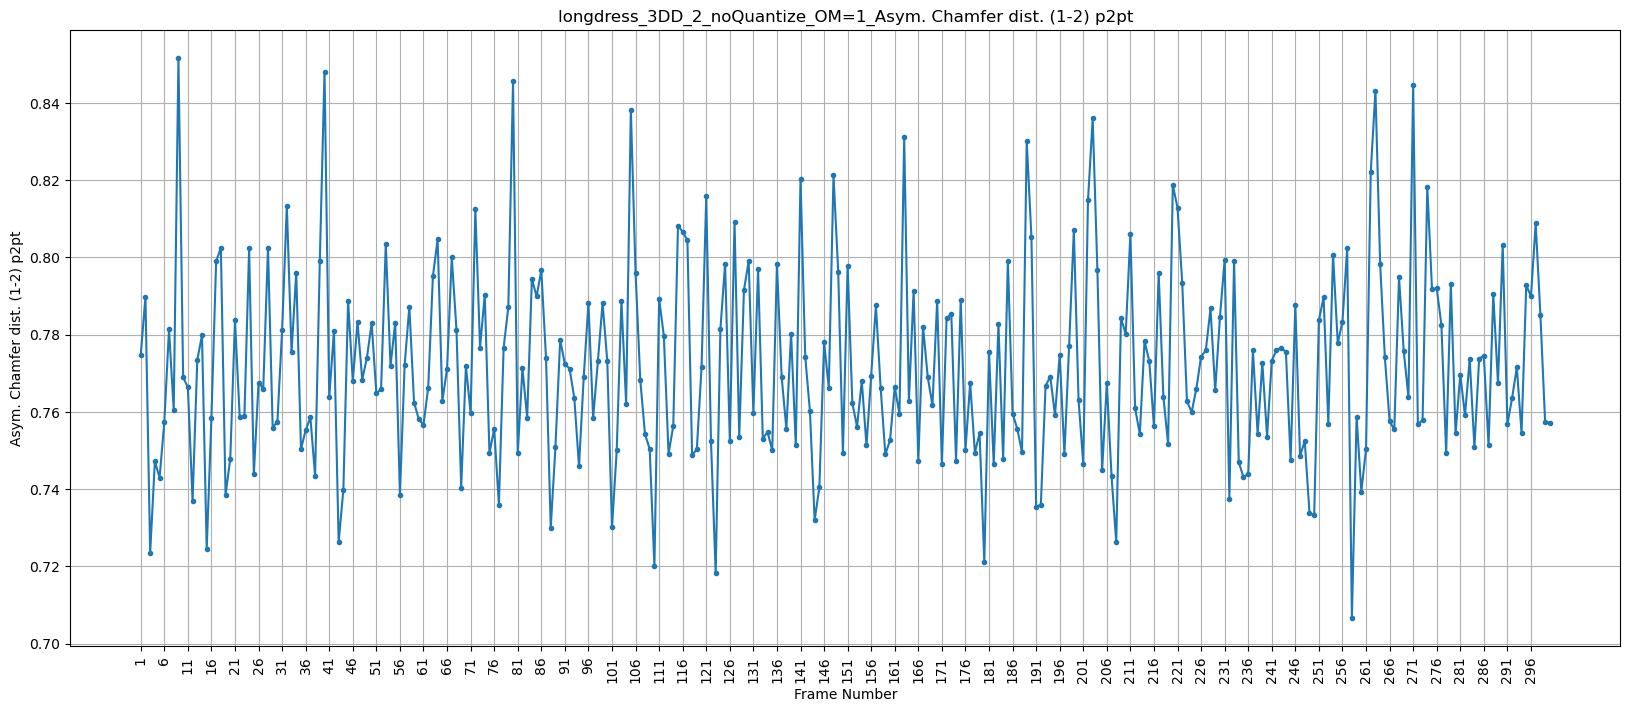 longdress_3DD_2_noQuantize_OM=1_Asym. Chamfer dist. (1-2) p2pt
Asym. Chamfer dist. (1-2) p2pt
0.84
0.82
0.80
0.78
0.76
0.74
0.72
0.70
1 6 11 16 21 26 31 36 41 46 51 56 61 66 71 76 81 86 91 96 101 106 111 116 121 126 131 136 141 146 151 156 161 166 171 176 181 186 191 196 201 206 211 216 221 226 231 236 241 246 251 256 261 266 271 276 281 286 291 296
Frame Number